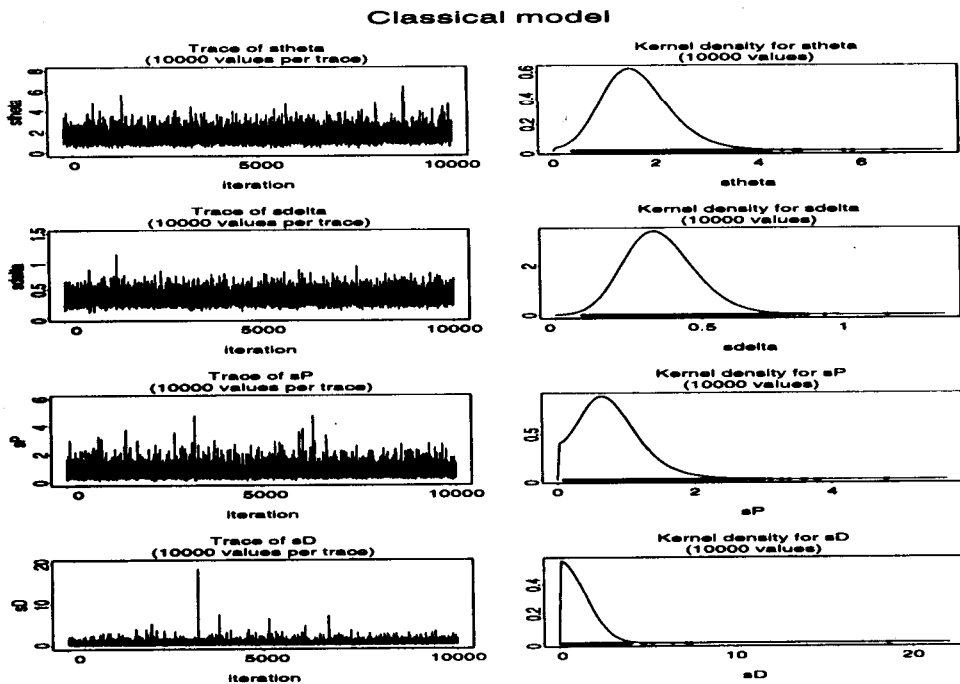 Classical model
Trace of stheta
(10000 values per trace)
stheta
0 2 4 6 8
0 5000 10000
iteration
Kernel density for stheta
(10000 values)
0.0 0.2 0.4 0.6
0 2 4 6
stheta
Trace of sdelta
(10000 values per trace)
sdelta
0 0.5 1 1.5
0 5000 10000
iteration
Kernel density for sdelta
(10000 values)
0 2
0 0.5 1
sdelta
Trace of sP
(10000 values per trace)
sP
0 2 4 6
0 5000 10000
iteration
Kernel density for sP
(10000 values)
0.0 0.5
0 2 4
sP
Trace of sD
(10000 values per trace)
sD
0 10 20
0 5000 10000
iteration
Kernel density for sD
(10000 values)
0.0 0.2 0.4
0 10 20
sD